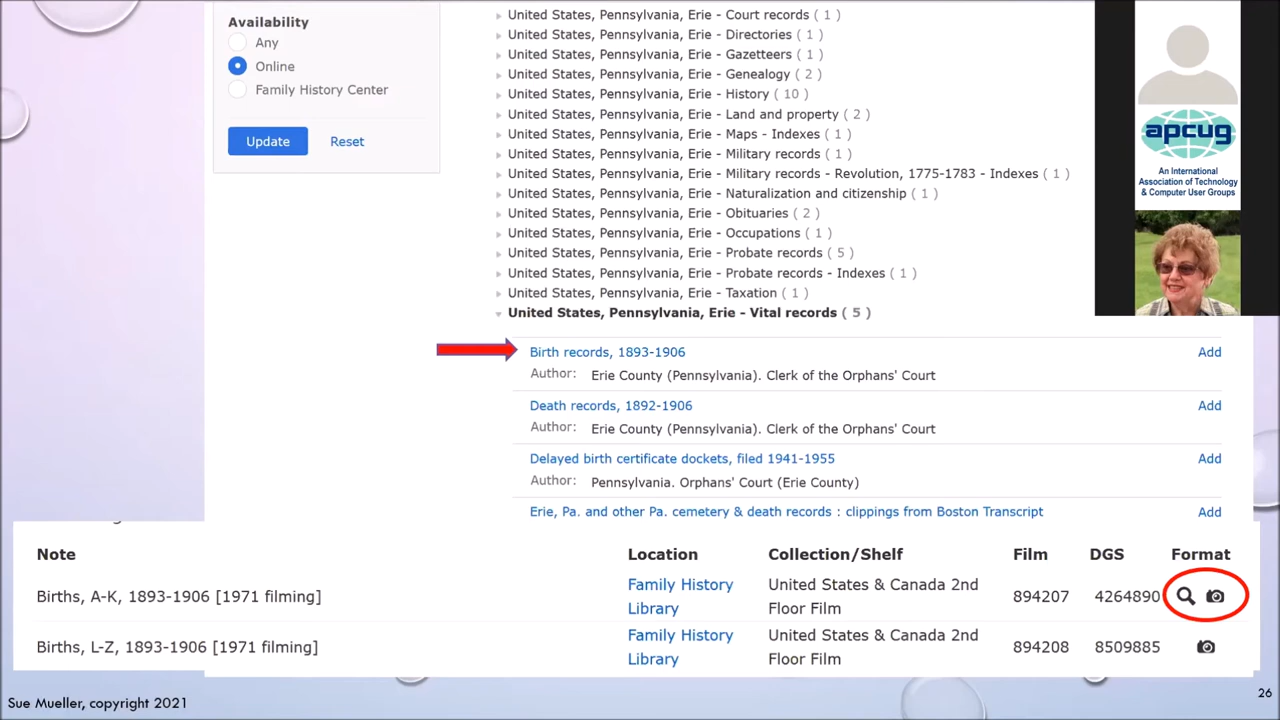 Availability
Any
Online
Family History Center
Update Reset
United States, Pennsylvania, Erie - Court records ( 1 )
United States, Pennsylvania, Erie - Directories ( 1 )
United States, Pennsylvania, Erie - Gazetteers ( 1 )
United States, Pennsylvania, Erie - Genealogy ( 2 )
United States, Pennsylvania, Erie - History ( 10 )
United States, Pennsylvania, Erie - Land and property ( 2 )
United States, Pennsylvania, Erie - Maps - Indexes ( 1 )
United States, Pennsylvania, Erie - Military records ( 1 )
United States, Pennsylvania, Erie - Military records - Revolution, 1775-1783 - Indexes ( 1 )
United States, Pennsylvania, Erie - Naturalization and citizenship ( 1 )
United States, Pennsylvania, Erie - Obituaries ( 2 )
United States, Pennsylvania, Erie - Occupations ( 1 )
United States, Pennsylvania, Erie - Probate records ( 5 )
United States, Pennsylvania, Erie - Probate records - Indexes ( 1 )
United States, Pennsylvania, Erie - Taxation ( 1 )
United States, Pennsylvania, Erie - Vital records ( 5 )
Birth records, 1893-1906 Add
Author: Erie County (Pennsylvania). Clerk of the Orphans' Court
Death records, 1892-1906 Add
Author: Erie County (Pennsylvania). Clerk of the Orphans' Court
Delayed birth certificate dockets, filed 1941-1955 Add
Author: Pennsylvania. Orphans' Court (Erie County)
Erie, Pa. and other Pa. cemetery & death records : clippings from Boston Transcript Add
apcug
An International
Association of Technology
& Computer User Groups
Note Location Collection/Shelf Film DGS Format
Births, A-K, 1893-1906 [1971 filming] Family History Library United States & Canada 2nd Floor Film 894207 4264890
Births, L-Z, 1893-1906 [1971 filming] Family History Library United States & Canada 2nd Floor Film 894208 8509885
Sue Mueller, copyright 2021
26